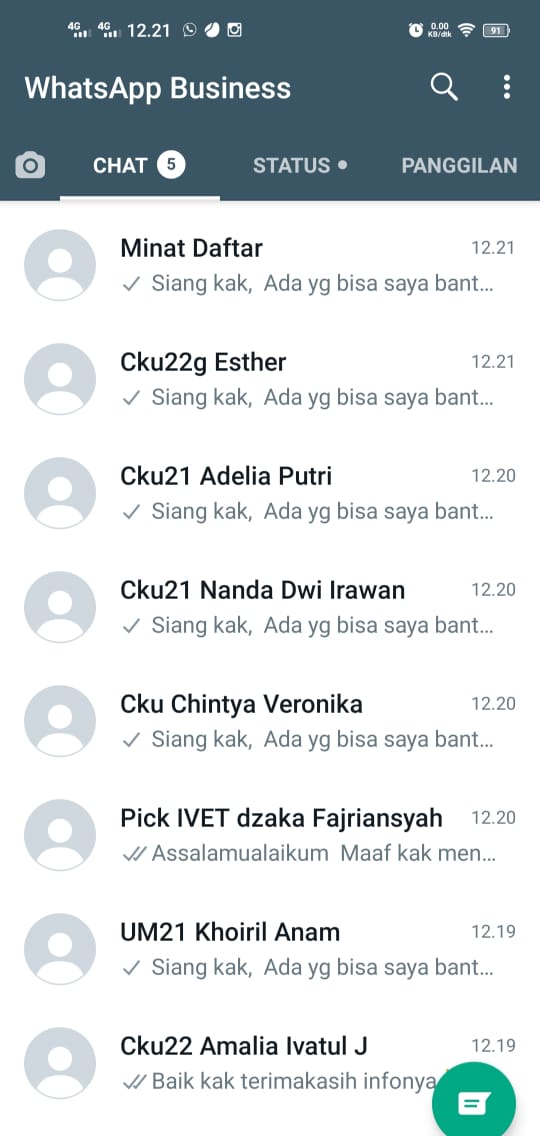 4G 4G 12.21 0.00 KB/dtk 91
WhatsApp Business
CHAT 5 STATUS PANGGILAN
Minat Daftar 12.21
Siang kak, Ada yg bisa saya bant...
Cku22g Esther 12.21
Siang kak, Ada yg bisa saya bant...
Cku21 Adelia Putri 12.20
Siang kak, Ada yg bisa saya bant...
Cku21 Nanda Dwi Irawan 12.20
Siang kak, Ada yg bisa saya bant...
Cku Chintya Veronika 12.20
Siang kak, Ada yg bisa saya bant...
Pick IVET dzaka Fajriansyah 12.20
Assalamualaikum Maaf kak men...
UM21 Khoiril Anam 12.19
Siang kak, Ada yg bisa saya bant...
Cku22 Amalia Ivatul J 12.19
Baik kak terimakasih infonya